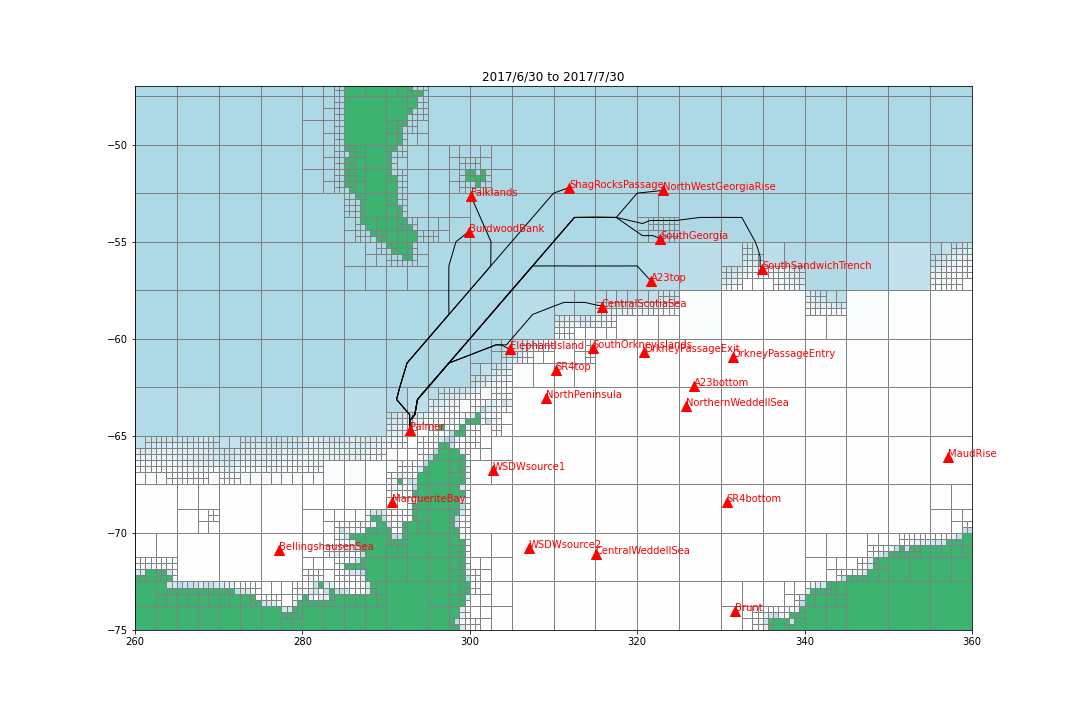 2017/6/30 to 2017/7/30
−50
ShagRocksPassage
NorthWestGeorgiaRise
Falklands
BurdwoodBank
SouthGeorgia
−55
SouthSandwichTrench
A23top
CentralScotiaSea
−60
ElephantIsland
SouthOrkneyIslands
OrkneyPassageExit
OrkneyPassageEntry
SR4top
A23bottom
NorthPeninsula
NorthernWeddellSea
Palmer
−65
MaudRise
WSDWsource1
MargueriteBay
SR4bottom
−70
BellingshausenSea
WSDWsource2
CentralWeddellSea
Brunt
−75
260
280
300
320
340
360